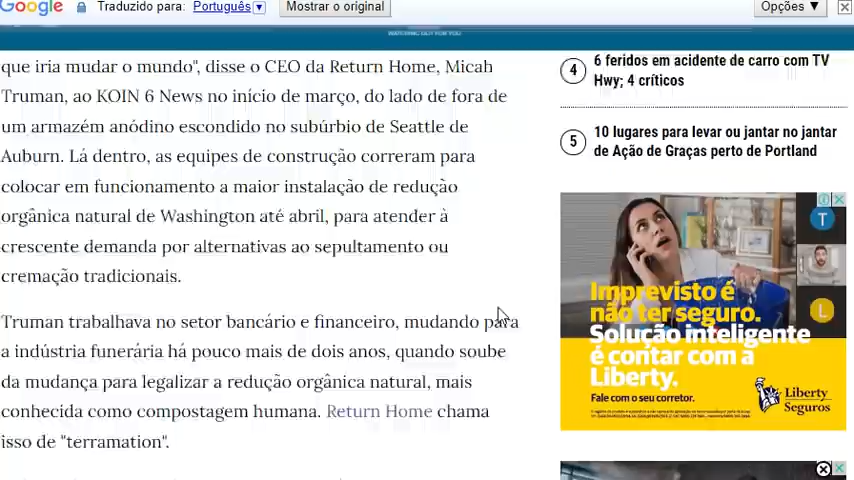 Google Traduzido para: Português Mostrar o original Opções
WATCHING OUT FOR YOU
que iria mudar o mundo", disse o CEO da Return Home, Micah
Truman, ao KOIN 6 News no início de março, do lado de fora de
um armazém anódino escondido no subúrbio de Seattle de
Auburn. Lá dentro, as equipes de construção correram para
colocar em funcionamento a maior instalação de redução
orgânica natural de Washington até abril, para atender à
crescente demanda por alternativas ao sepultamento ou
cremação tradicionais.
Truman trabalhava no setor bancário e financeiro, mudando para
a indústria funerária há pouco mais de dois anos, quando soube
da mudança para legalizar a redução orgânica natural, mais
conhecida como compostagem humana. Return Home chama
isso de "terramation".
4 6 feridos em acidente de carro com TV
Hwy; 4 críticos
5 10 lugares para levar ou jantar no jantar
de Ação de Graças perto de Portland
T
L
Imprevisto é
não ter seguro.
Solução inteligente
é contar com a
Liberty.
Fale com o seu corretor.
Liberty
Seguros